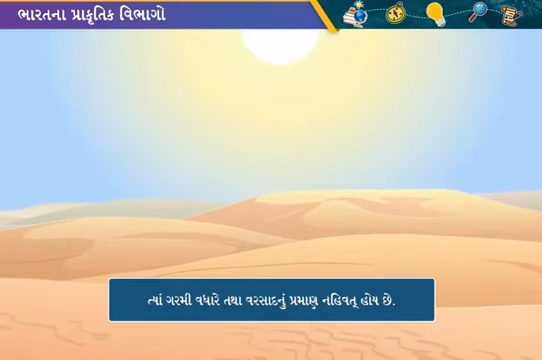 ભારતના પ્રાકૃતિક વિભાગો
ત્યાં ગરમી વધારે તથા વરસાદનું પ્રમાણ નહિવત્ હોય છે.